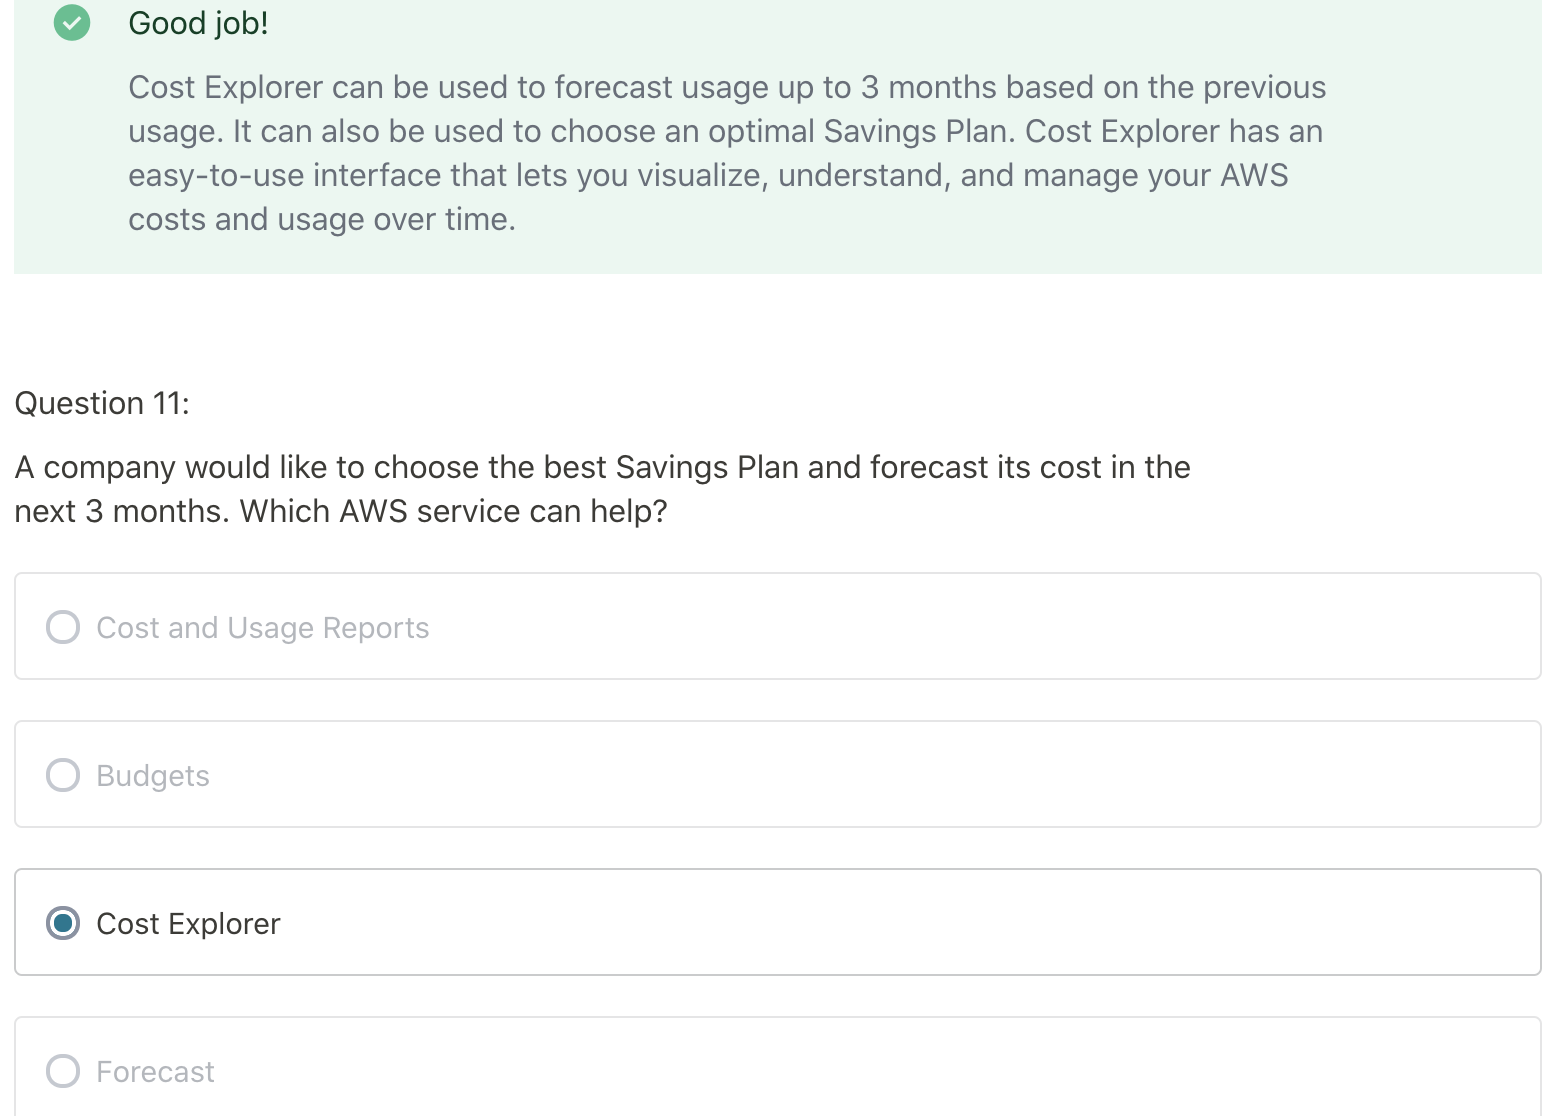 Good job!
Cost Explorer can be used to forecast usage up to 3 months based on the previous
usage. It can also be used to choose an optimal Savings Plan. Cost Explorer has an
easy-to-use interface that lets you visualize, understand, and manage your AWS
costs and usage over time.
Question 11:
A company would like to choose the best Savings Plan and forecast its cost in the
next 3 months. Which AWS service can help?
Cost and Usage Reports
Budgets
Cost Explorer
Forecast